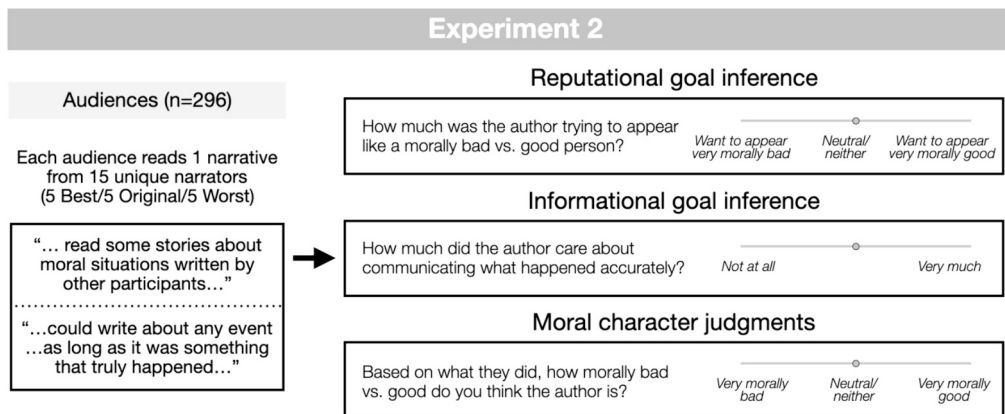 Experiment 2
Audiences (n=296)
Each audience reads 1 narrative
from 15 unique narrators
(5 Best/5 Original/5 Worst)
“... read some stories about
moral situations written by
other participants...”
“...could write about any event
...as long as it was something
that truly happened...”
Reputational goal inference
How much was the author trying to appear
like a morally bad vs. good person?
Want to appear
very morally bad
Neutral/
neither
Want to appear
very morally good
Informational goal inference
How much did the author care about
communicating what happened accurately?
Not at all
Very much
Moral character judgments
Based on what they did, how morally bad
vs. good do you think the author is?
Very morally
bad
Neutral/
neither
Very morally
good